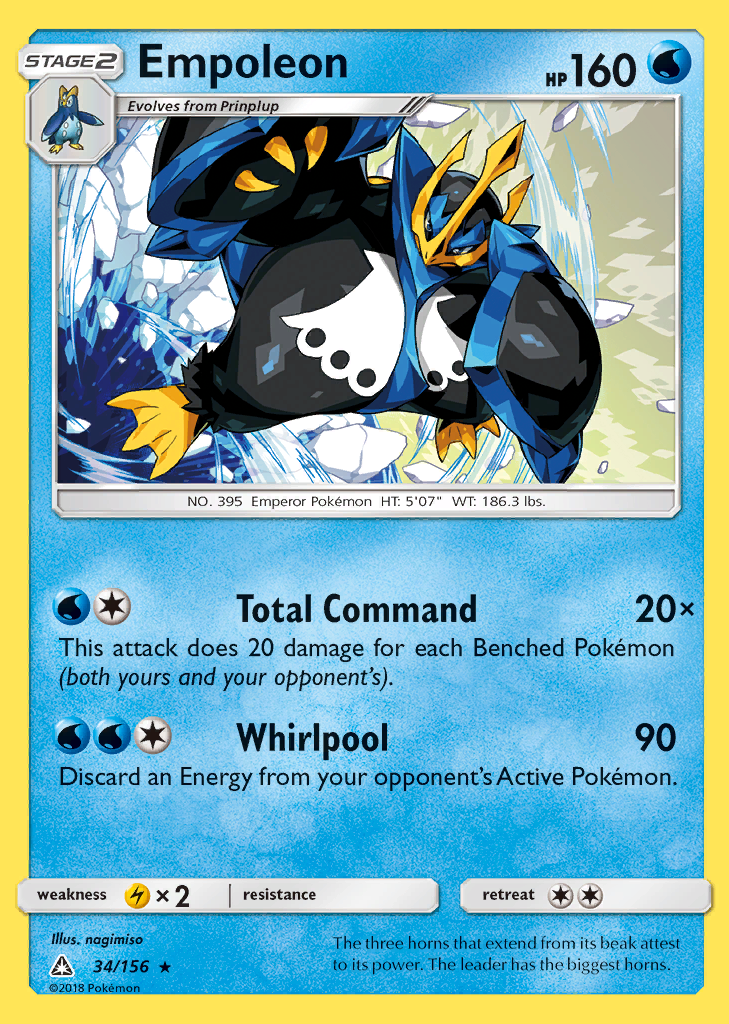 STAGE2
Empoleon
HP 160
Evolves from Prinplup
NO. 395 Emperor Pokémon HT: 5'07" WT: 186.3 lbs.
Total Command 20×
This attack does 20 damage for each Benched Pokémon
(both yours and your opponent's).
Whirlpool 90
Discard an Energy from your opponent's Active Pokémon.
weakness × 2 resistance retreat
Illus. nagimiso
34/156 ★
©2018 Pokémon
The three horns that extend from its beak attest
to its power. The leader has the biggest horns.